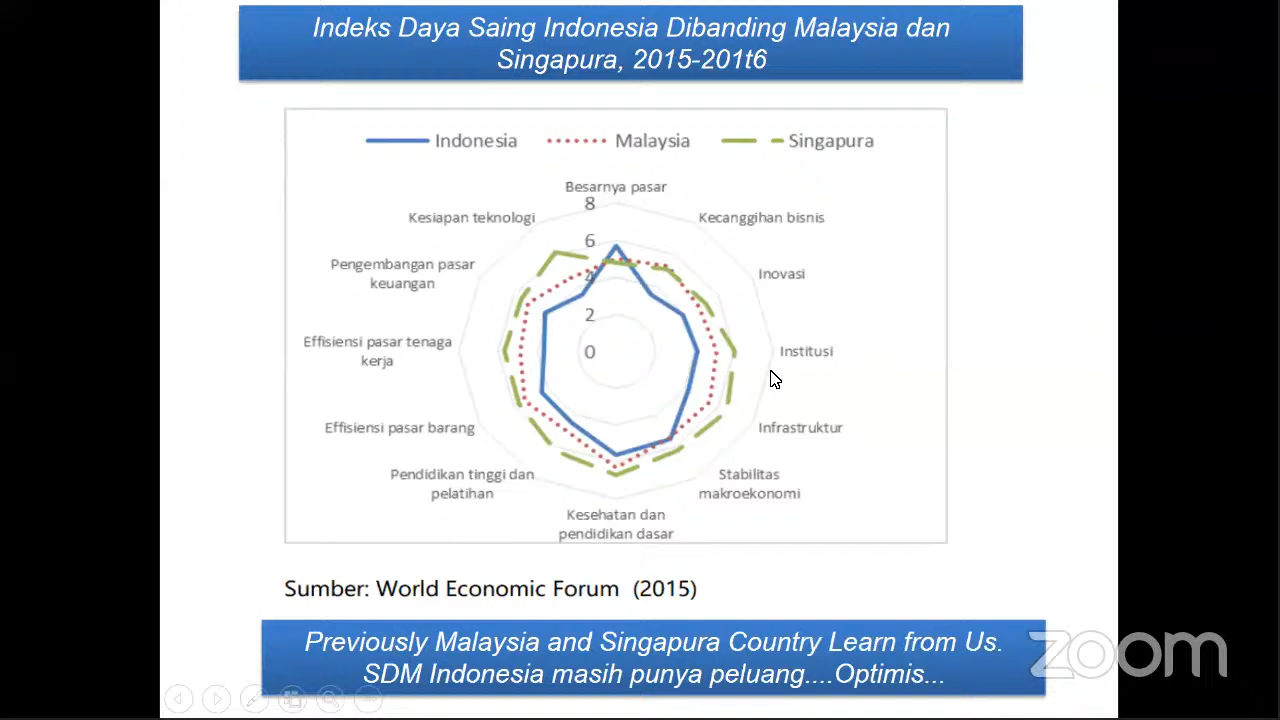 Indeks Daya Saing Indonesia Dibanding Malaysia dan
Singapura, 2015-201t6
Indonesia
Malaysia
Singapura
Besarnya pasar
8
Kesiapan teknologi
Kecanggihan bisnis
6
Pengembangan pasar
keuangan
Inovasi
4
2
Effisiensi pasar tenaga
kerja
0
Institusi
Effisiensi pasar barang
Infrastruktur
Pendidikan tinggi dan
pelatihan
Stabilitas
makroekonomi
Kesehatan dan
pendidikan dasar
Sumber: World Economic Forum (2015)
Previously Malaysia and Singapura Country Learn from Us.
SDM Indonesia masih punya peluang....Optimis...
zoom